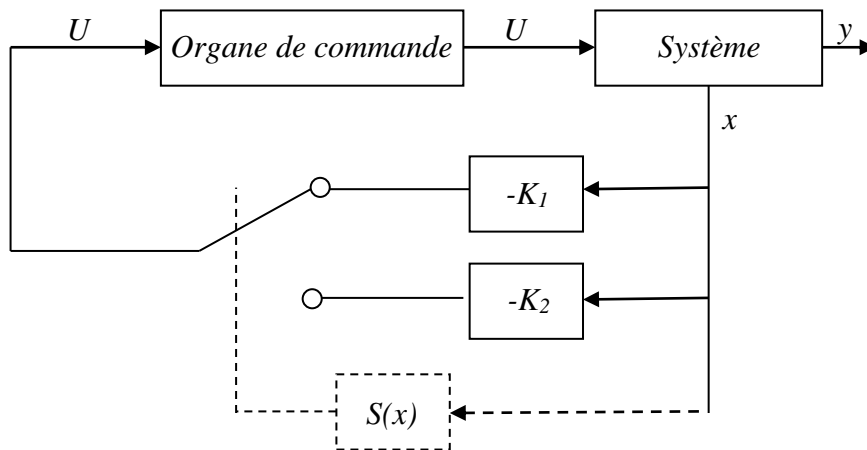 U
Organe de commande
U
Système
y
x
-K₁
-K₂
S(x)